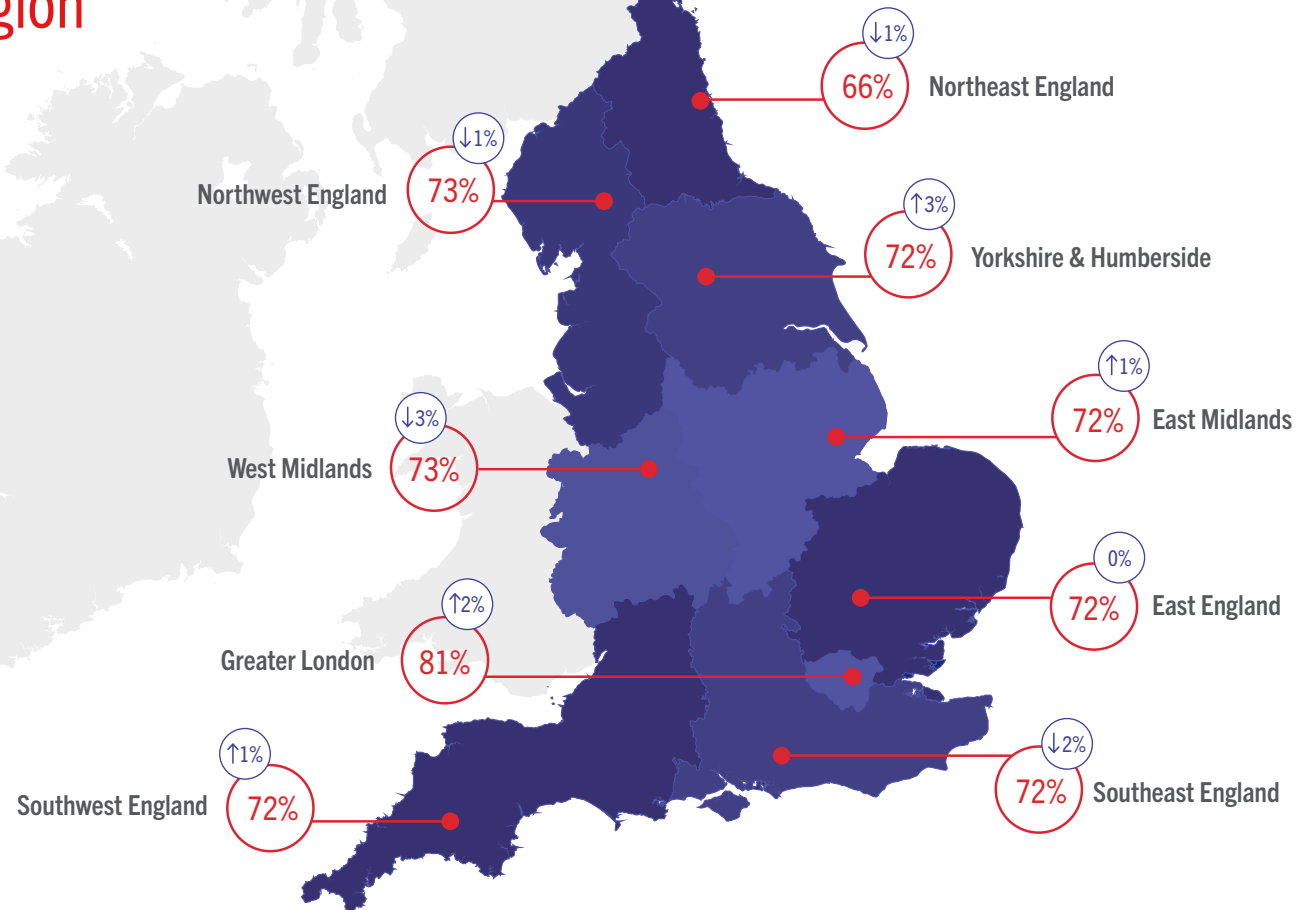 ↓1%
66% Northeast England
↓1%
Northwest England 73%
↑3%
72% Yorkshire & Humberside
↑1%
72% East Midlands
↓3%
West Midlands 73%
0%
72% East England
↑2%
Greater London 81%
↓2%
72% Southeast England
↑1%
Southwest England 72%